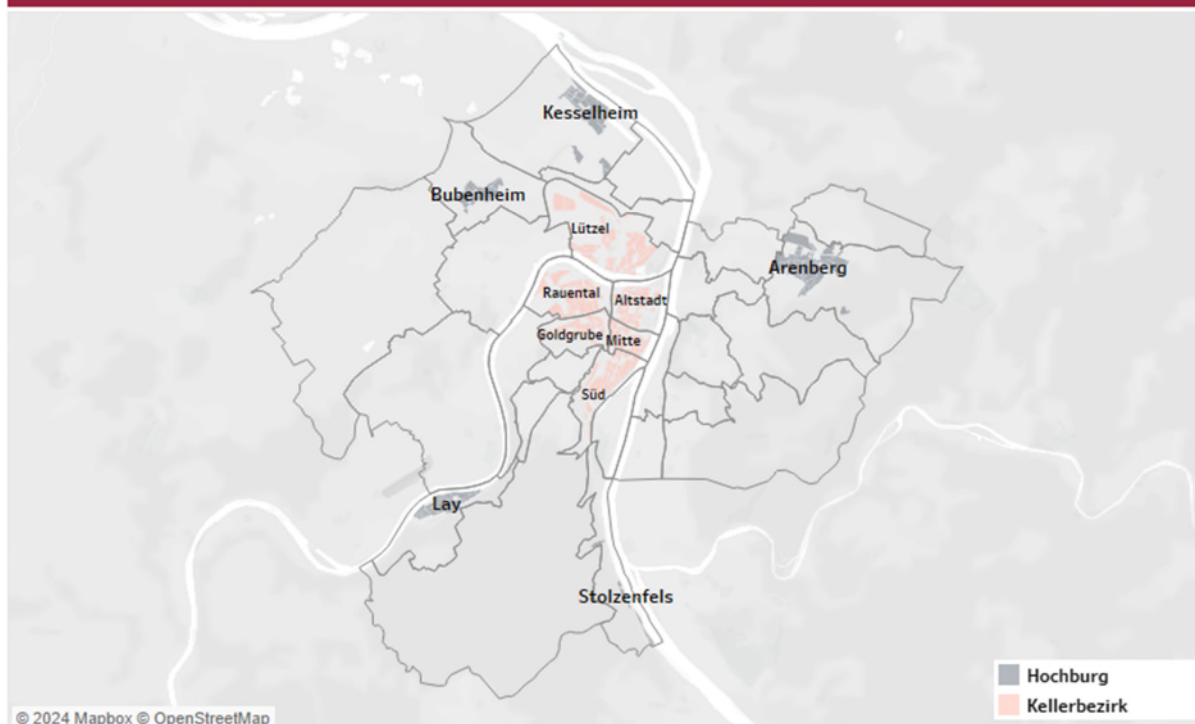 Kesselheim
Bubenheim
Lützel
Arenberg
Rauental
Altstadt
Goldgrube
Mitte
Süd
Lay
Stolzenfels
Hochburg
Kellerbezirk
© 2024 Mapbox © OpenStreetMap